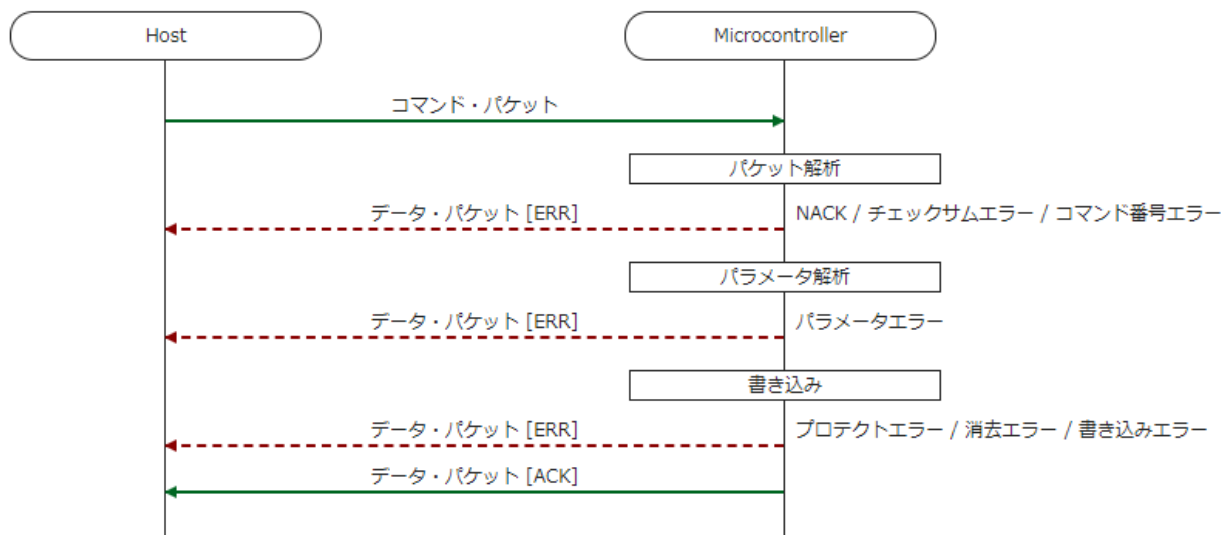 Host
Microcontroller
コマンド・パケット
パケット解析
データ・パケット [ERR]
NACK / チェックサムエラー / コマンド番号エラー
パラメータ解析
データ・パケット [ERR]
パラメータエラー
書き込み
データ・パケット [ERR]
プロテクトエラー / 消去エラー / 書き込みエラー
データ・パケット [ACK]